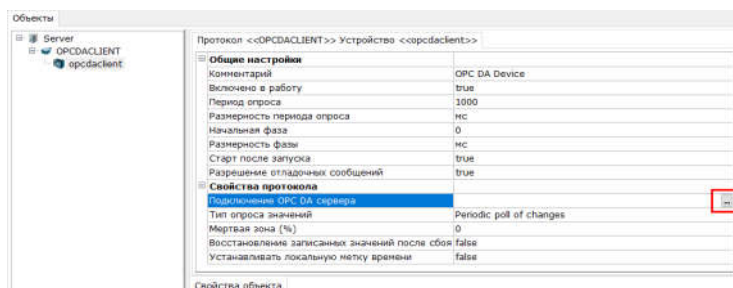 Объекты
Server
OPCDACLIENT
opcdaclient
Протокол <<OPCDACLIENT>> Устройство <<opcdaclient>>
Общие настройки
Комментарий OPC DA Device
Включено в работу true
Период опроса 1000
Размерность периода опроса мс
Начальная фаза 0
Размерность фазы мс
Старт после запуска true
Разрешение отладочных сообщений true
Свойства протокола
Подключение OPC DA сервера ...
Тип опроса значений Periodic poll of changes
Мертвая зона (%) 0
Восстановление записанных значений после сбоя false
Устанавливать локальную метку времени false
Свойства объекта